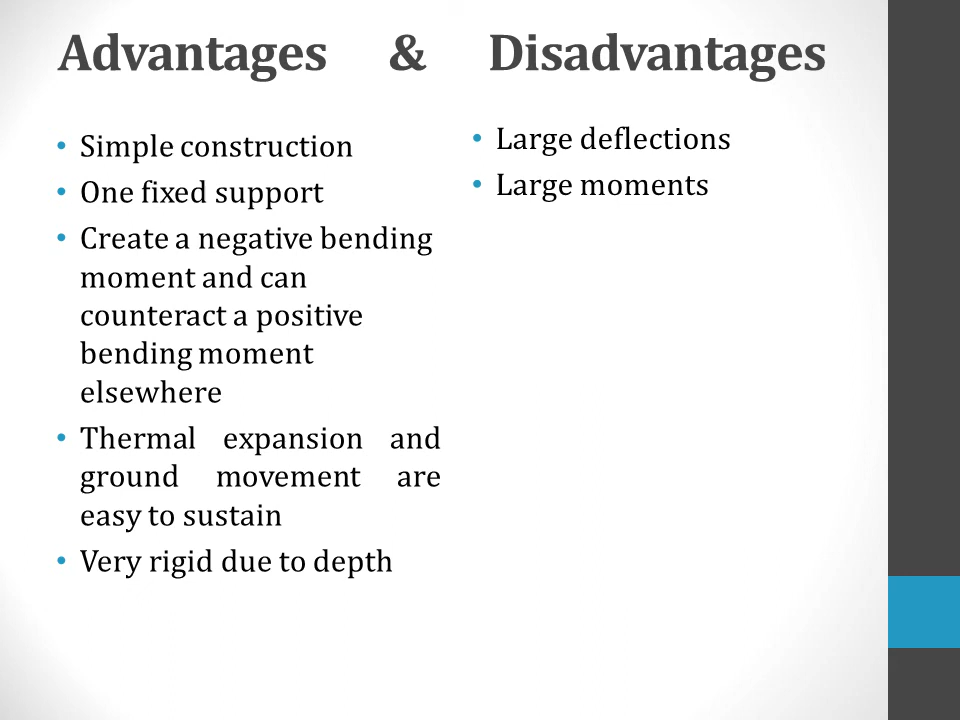 Advantages & Disadvantages
• Simple construction
• One fixed support
• Create a negative bending
moment and can
counteract a positive
bending moment
elsewhere
• Thermal expansion and
ground movement are
easy to sustain
• Very rigid due to depth
• Large deflections
• Large moments